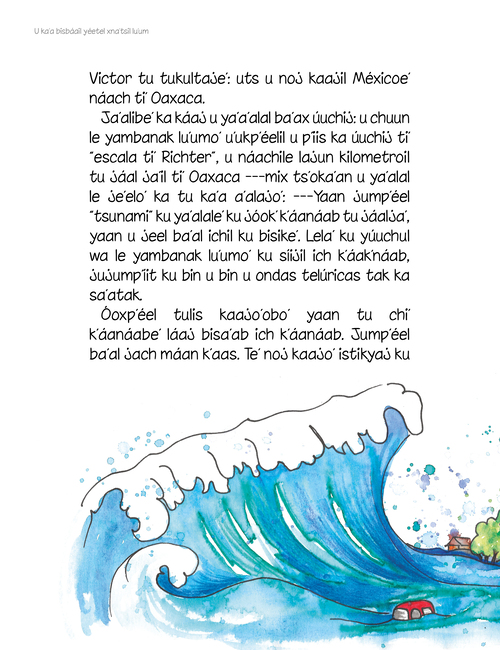 U ka'a bisbáail yéetel xna'tsil lu'um
Victor tu tukultaje': uts u noj kaajil Méxicoe'
náach ti' Oaxaca.
Ja'alibe' ka káaj u ya'a'alal ba'ax úuchij: u chuun
le yambanak lu'umo' u'ukp'éelil u p'iis ka úuchij ti'
"escala ti' Richter", u náachile lajun kilometroil
tu jáal ja'il ti' Oaxaca ---mix ts'oka'an u ya'alal
le je'elo' ka tu ka'a a'alajo': ---Yaan jump'éel
"tsunami" ku ya'alale' ku jóok' k'áanáab tu jáalja',
yaan u jeel ba'al ichil ku bisike'. Lela' ku yúuchul
wa le yambanak lu'umo' ku síijil ich k'áak'náab,
jujump'íit ku bin u bin u ondas telúricas tak ka
sa'atak.
Óoxp'éel tulis kaajo'obo' yaan tu chi'
k'áanáabe' láaj bisa'ab ich k'áanáab. Jump'éel
ba'al jach máan k'aas. Te' noj kaajo' istikyaj ku